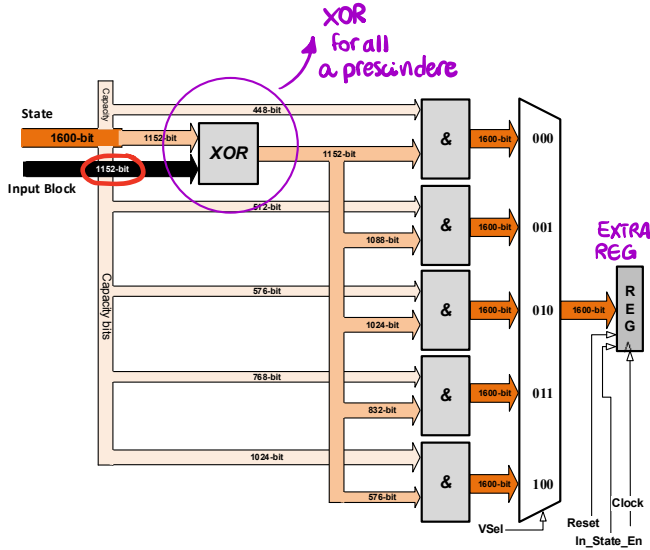 XOR
for all
a prescindere
Capacity
448-bit
State
1600-bit
1152-bit
XOR
1152-bit
&
1600-bit
000
1152-bit
Input Block
512-bit
1088-bit
&
1600-bit
001
EXTRA
REG
Capacity bits
576-bit
1024-bit
&
1600-bit
010
1600-bit
REG
768-bit
832-bit
&
1600-bit
011
1024-bit
576-bit
&
1600-bit
100
VSel
Reset
Clock
In_State_En